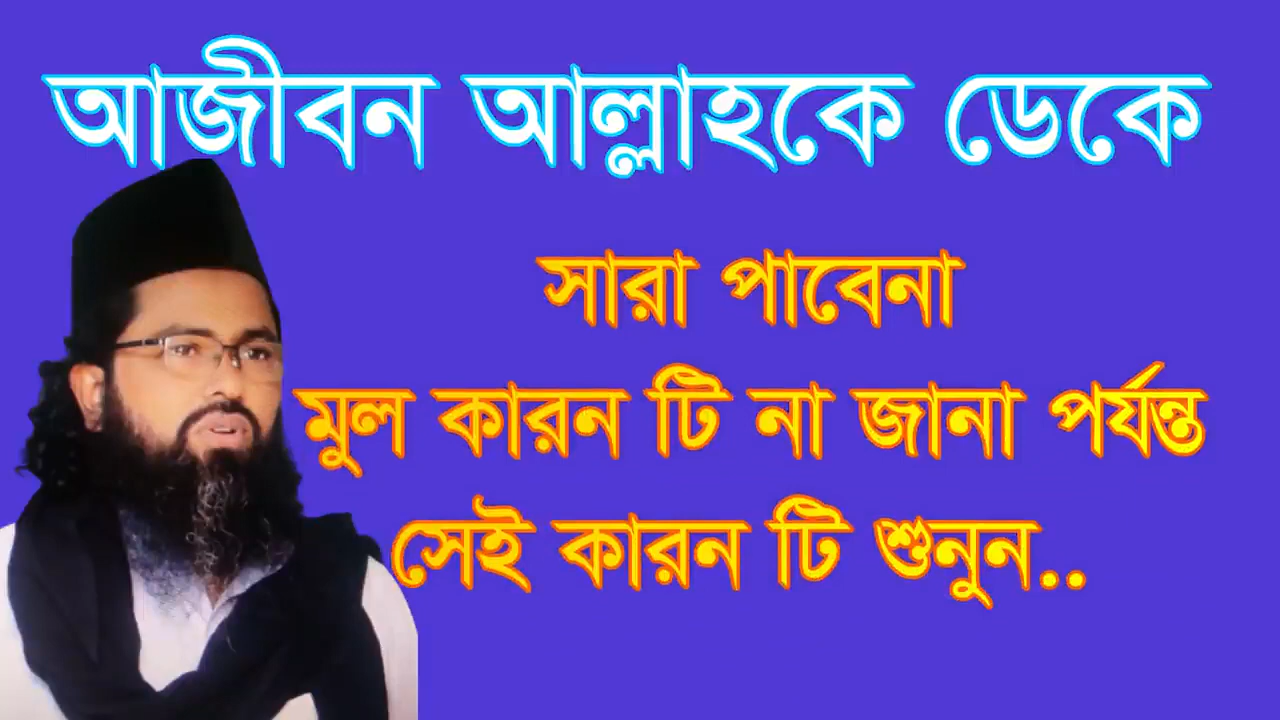 আজীবন আল্লাহকে ডেকে
সারা পাবেনা
মুল কারন টি না জানা পর্যন্ত
সেই কারন টি শুনুন..